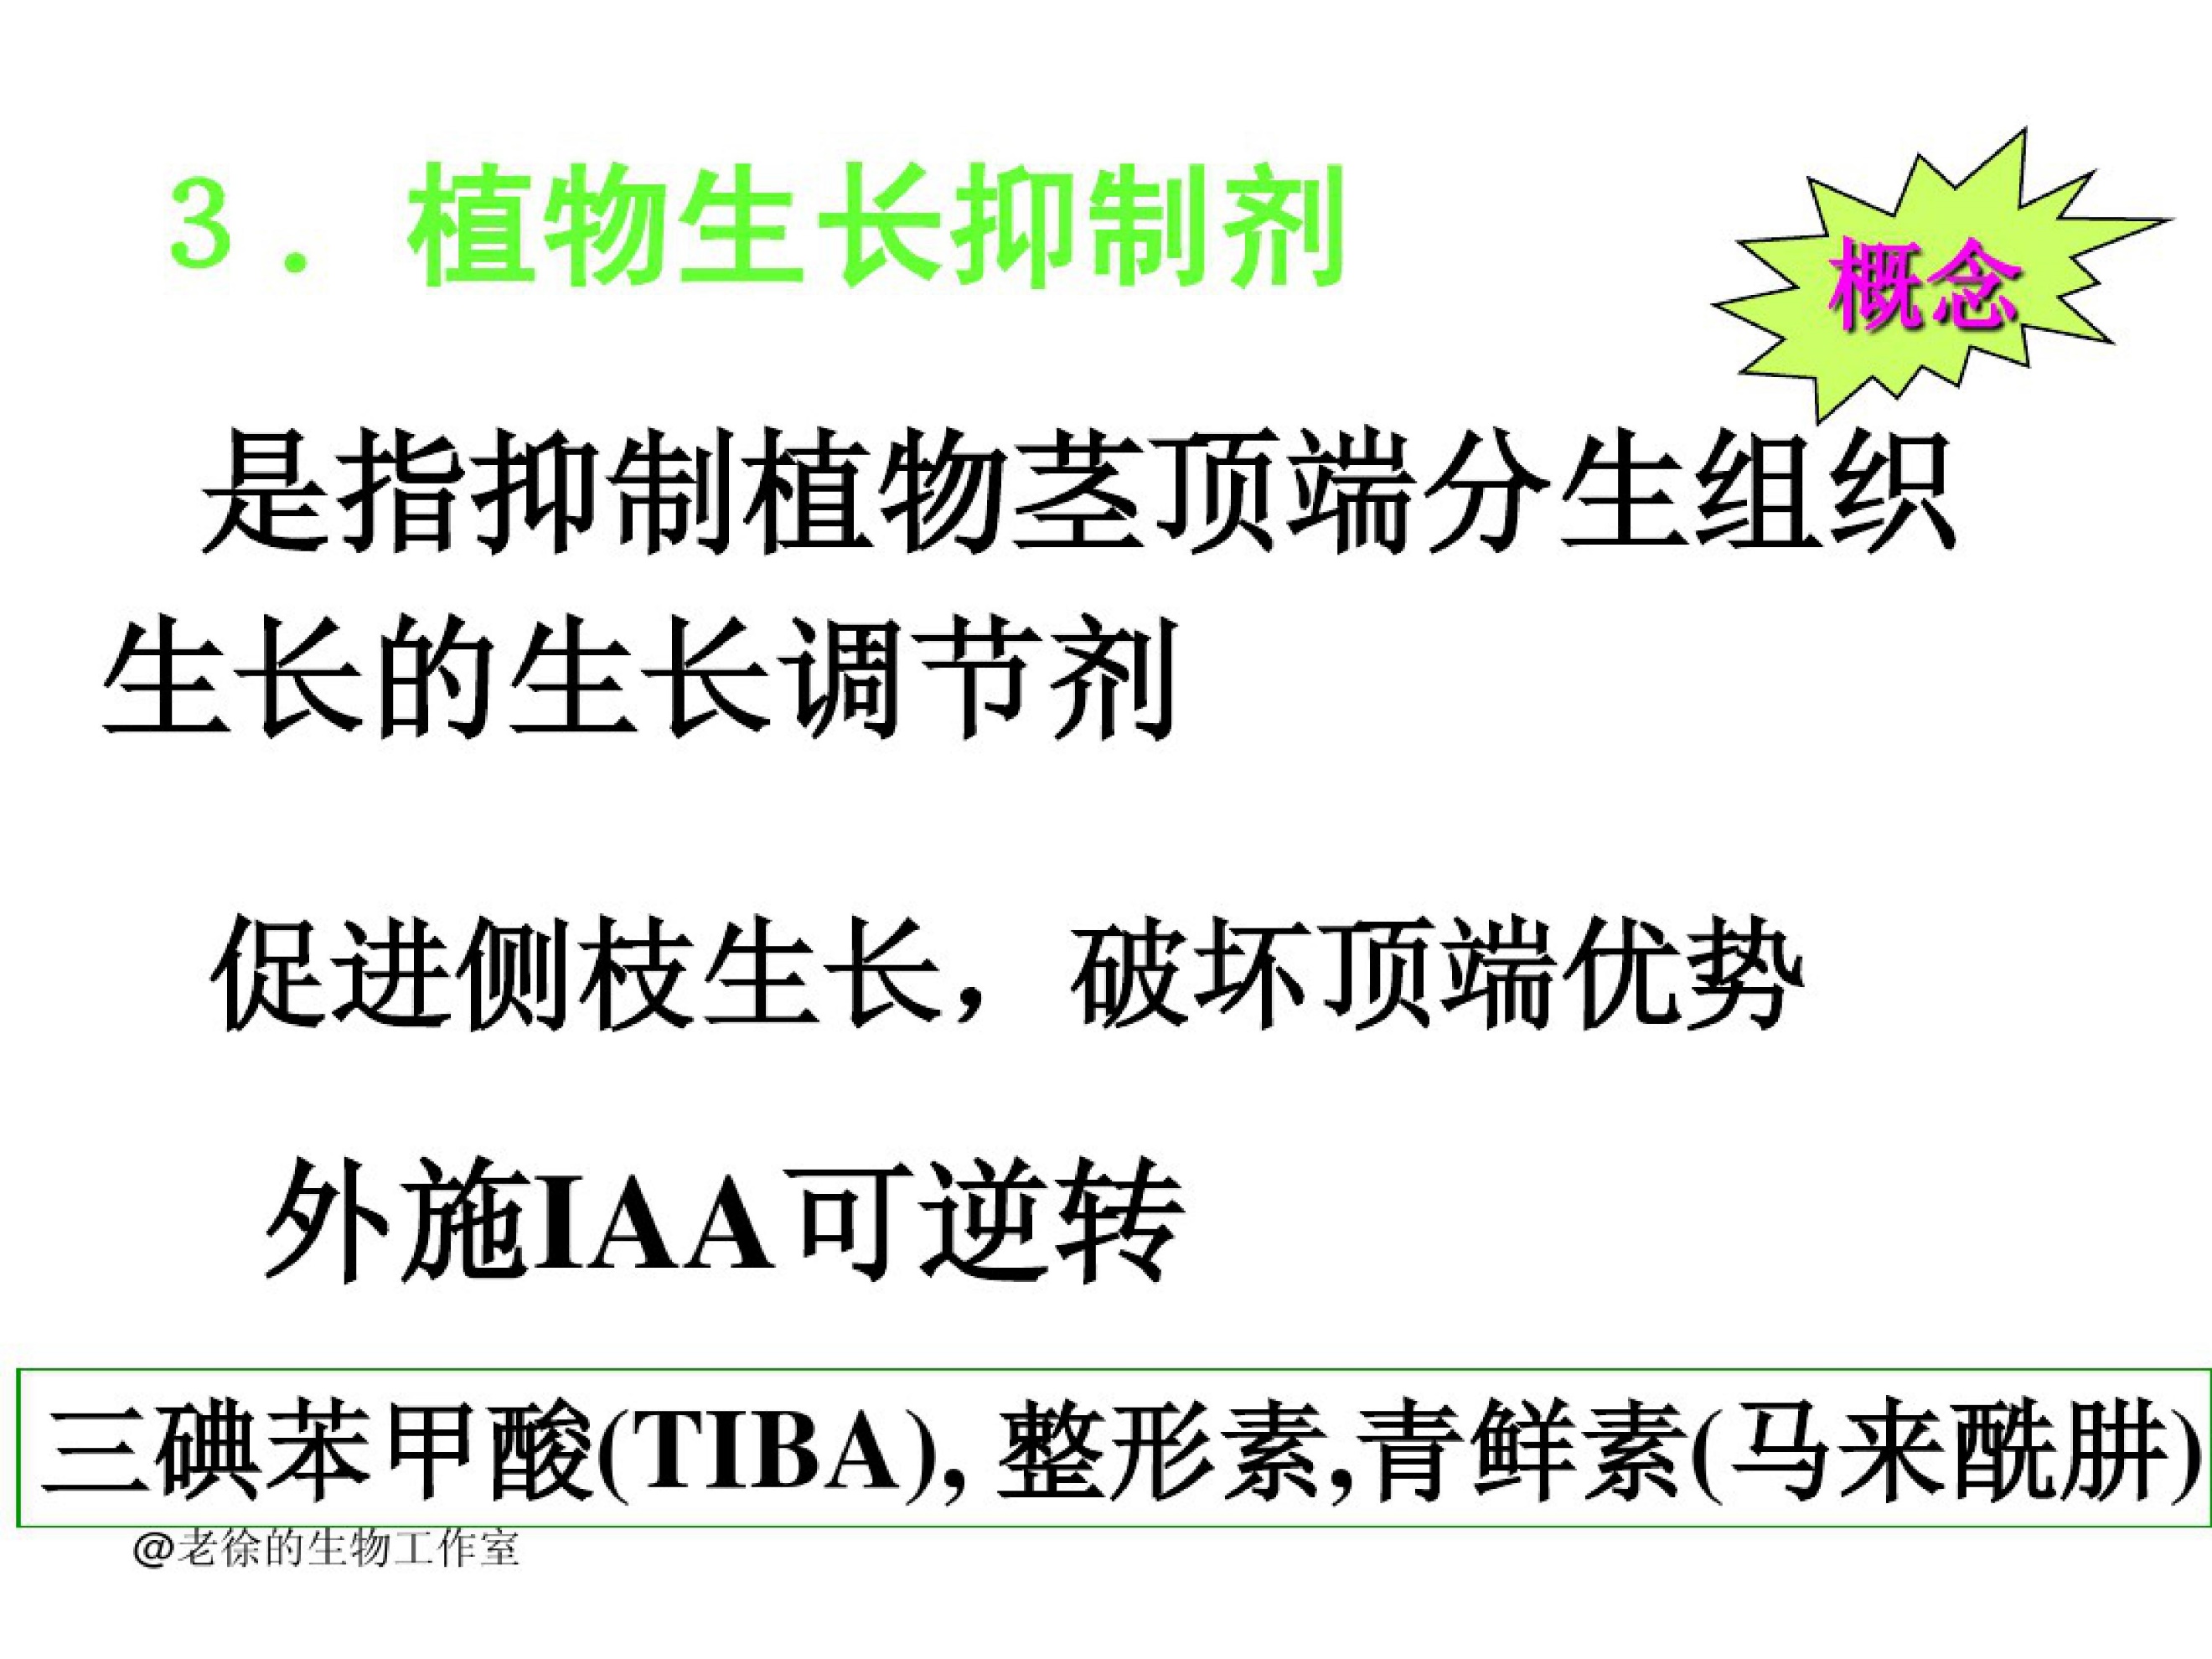 3．植物生长抑制剂
概念
是指抑制植物茎顶端分生组织
生长的生长调节剂
促进侧枝生长，破坏顶端优势
外施IAA可逆转
三碘苯甲酸(TIBA), 整形素,青鲜素(马来酰肼)
@老徐的生物工作室